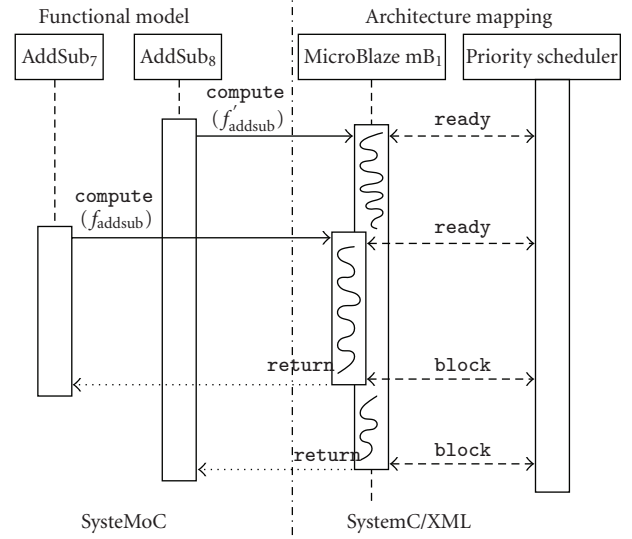 Functional model
Architecture mapping
AddSub7
AddSub8
MicroBlaze mB1
Priority scheduler
compute
(f′addsub)
ready
compute
(faddsub)
ready
return
block
return
block
SysteMoC
SystemC/XML